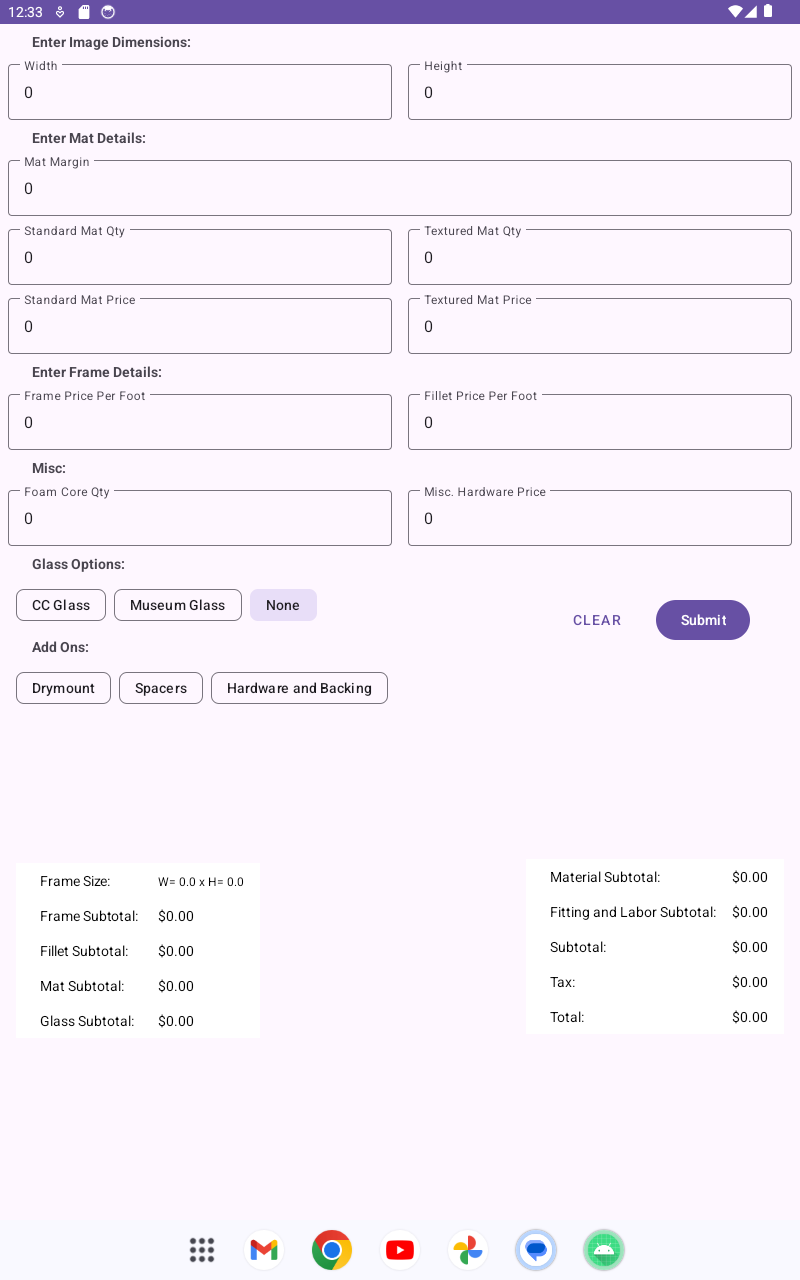 12:33
Enter Image Dimensions:
Width Height
0 0
Enter Mat Details:
Mat Margin
0
Standard Mat Qty Textured Mat Qty
0 0
Standard Mat Price Textured Mat Price
0 0
Enter Frame Details:
Frame Price Per Foot Fillet Price Per Foot
0 0
Misc:
Foam Core Qty Misc. Hardware Price
0 0
Glass Options:
CC Glass Museum Glass None
CLEAR Submit
Add Ons:
Drymount Spacers Hardware and Backing
Frame Size: W= 0.0 x H= 0.0
Frame Subtotal: $0.00
Fillet Subtotal: $0.00
Mat Subtotal: $0.00
Glass Subtotal: $0.00
Material Subtotal: $0.00
Fitting and Labor Subtotal: $0.00
Subtotal: $0.00
Tax: $0.00
Total: $0.00